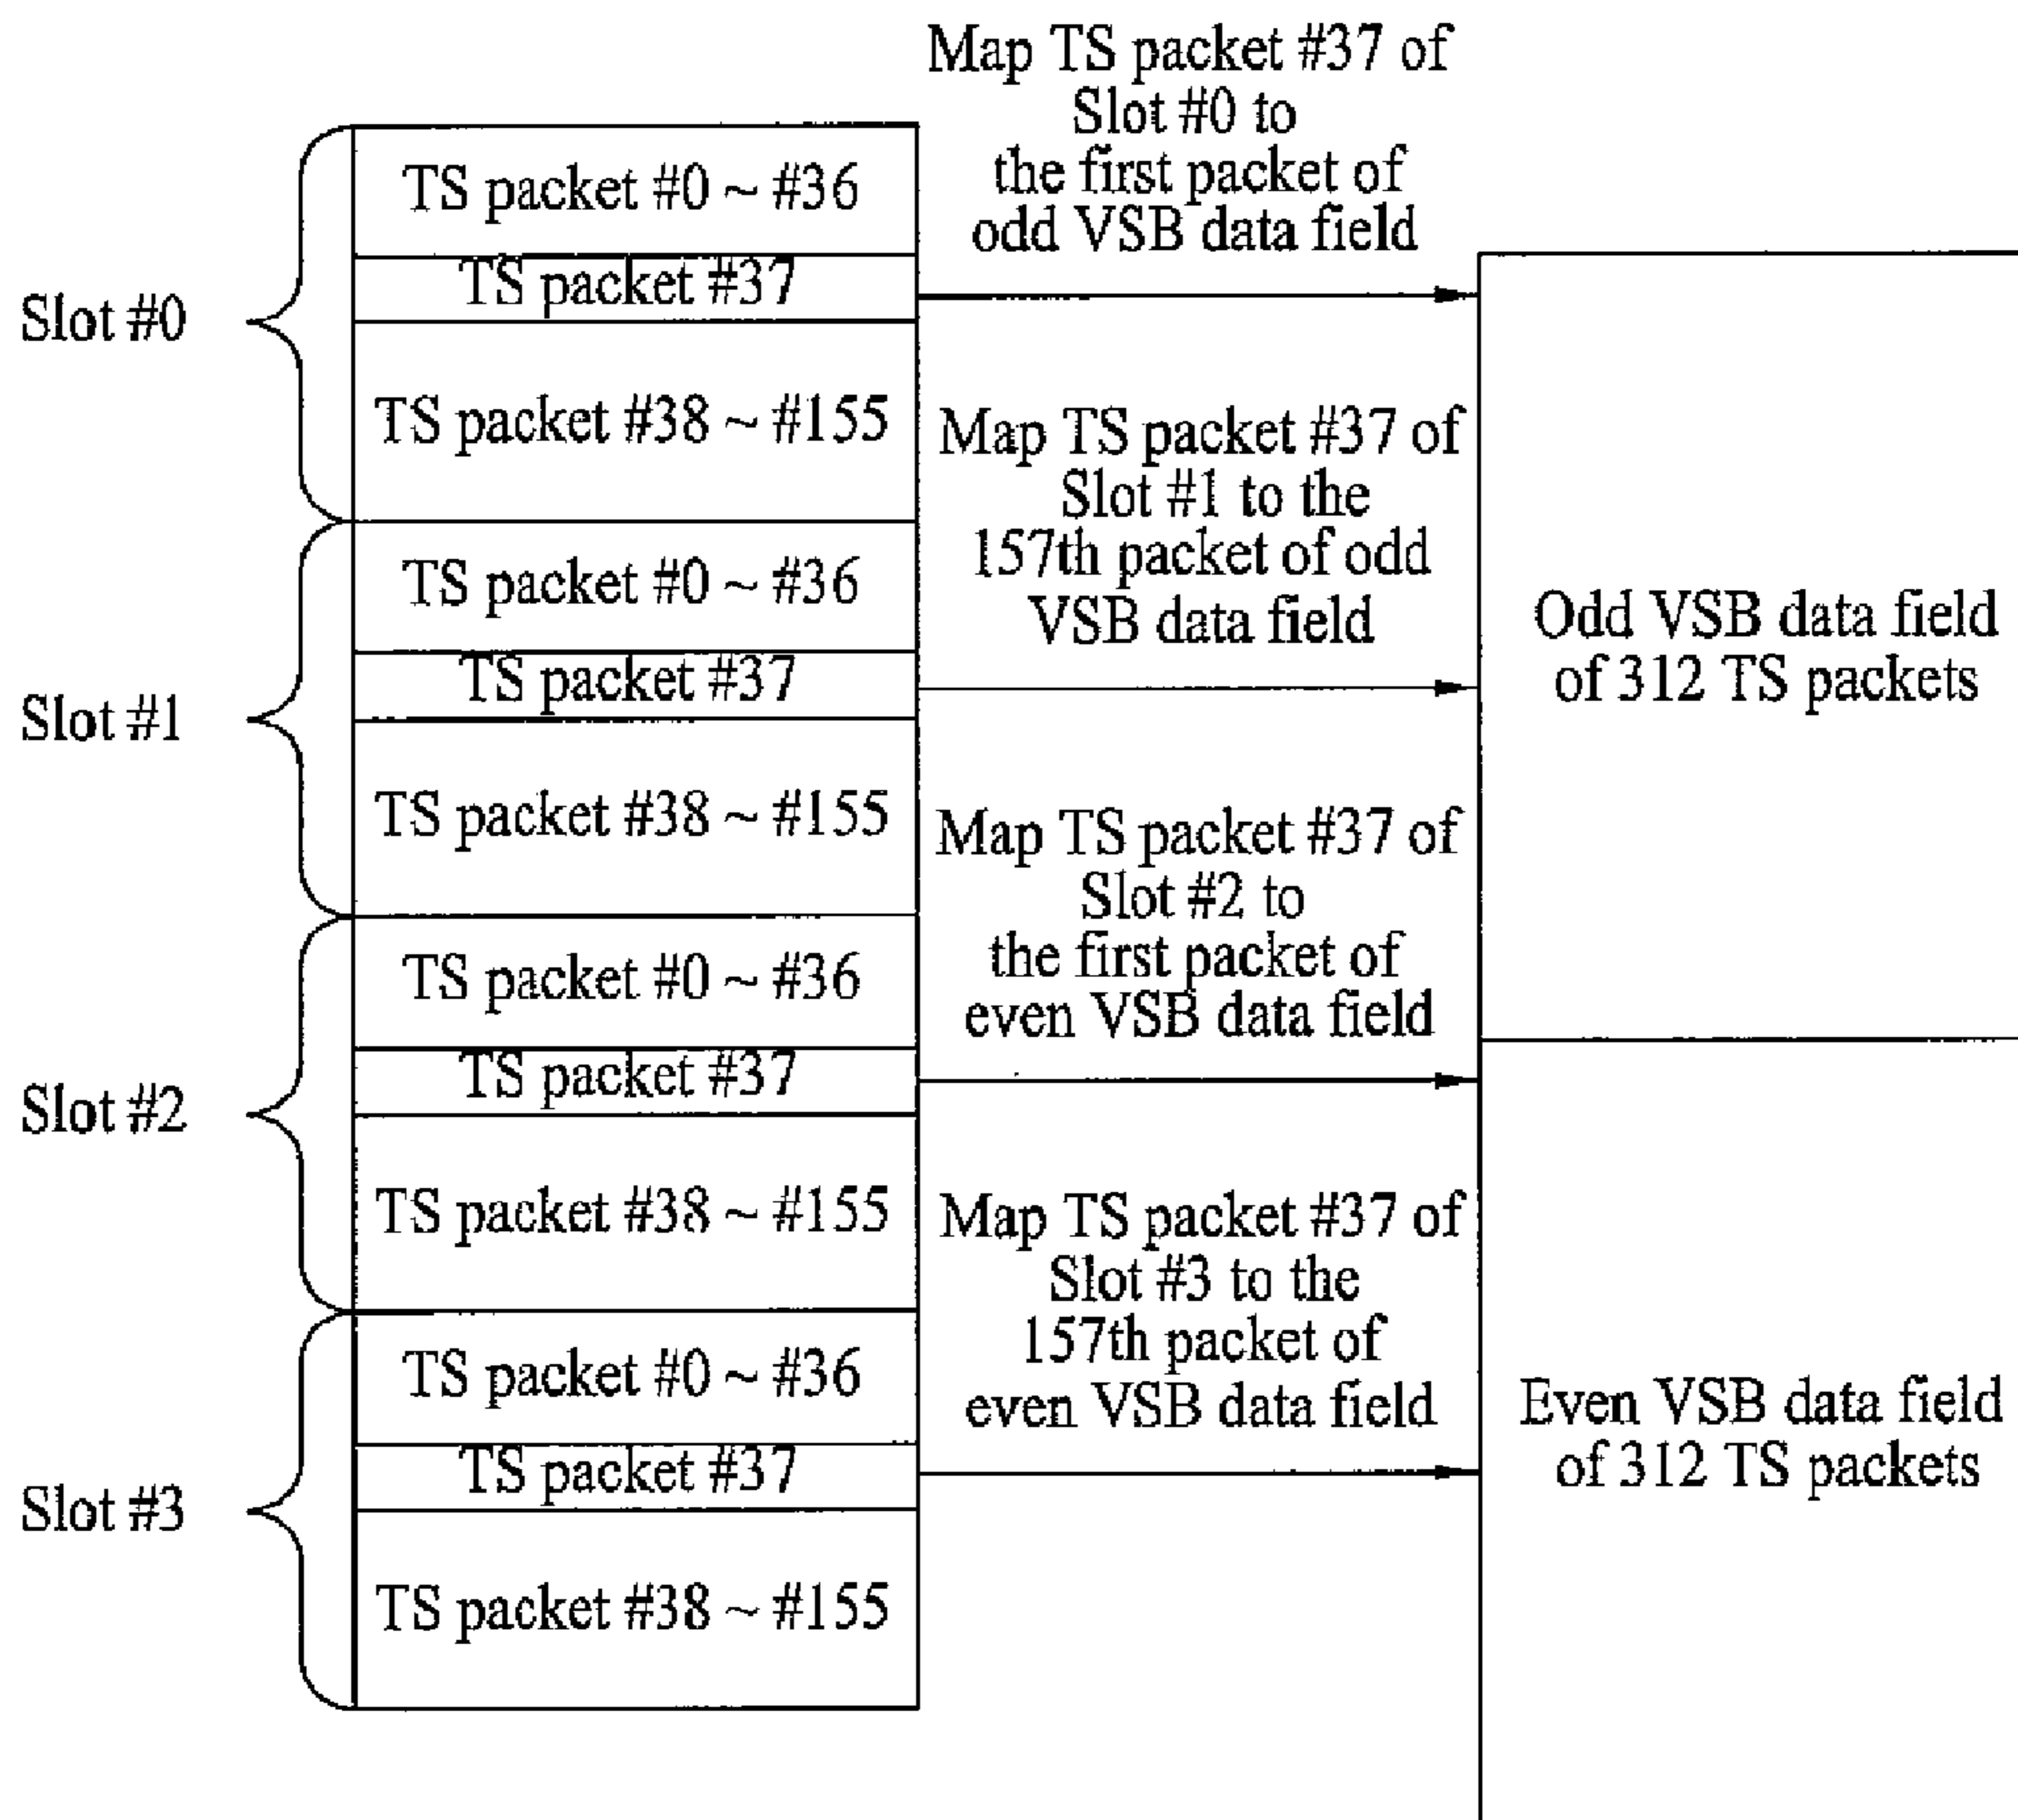 Map TS packet #37 of
Slot #0 to
the first packet of
odd VSB data field
TS packet #0 ~ #36
TS packet #37
Slot #0
TS packet #38 ~ #155
Map TS packet #37 of
Slot #1 to the
157th packet of odd
VSB data field
TS packet #0 ~ #36
Odd VSB data field
of 312 TS packets
TS packet #37
Slot #1
TS packet #38 ~ #155
Map TS packet #37 of
Slot #2 to
the first packet of
even VSB data field
TS packet #0 ~ #36
TS packet #37
Slot #2
TS packet #38 ~ #155
Map TS packet #37 of
Slot #3 to the
157th packet of
even VSB data field
TS packet #0 ~ #36
Even VSB data field
of 312 TS packets
TS packet #37
Slot #3
TS packet #38 ~ #155